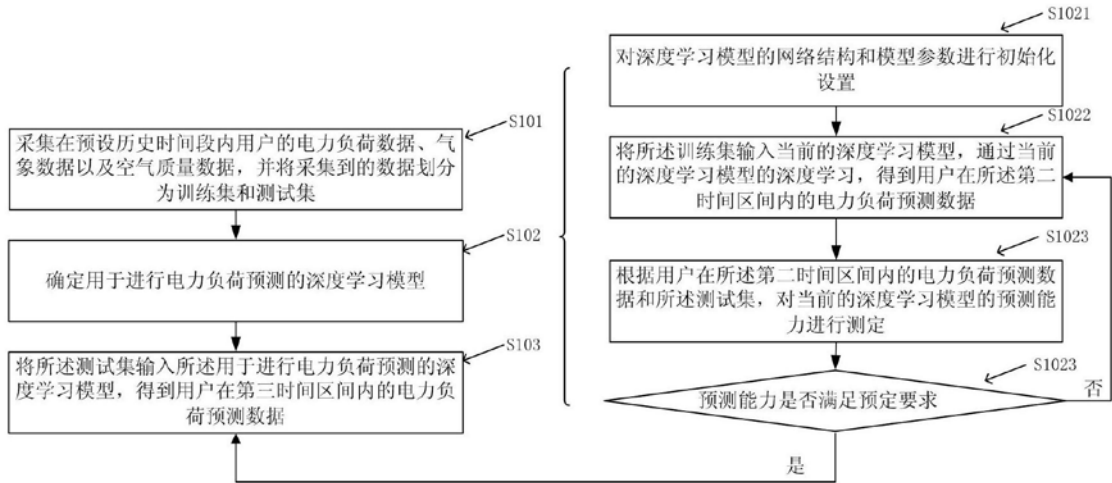 S101
采集在预设历史时间段内用户的电力负荷数据、气
象数据以及空气质量数据，并将采集到的数据划分
为训练集和测试集
S102
确定用于进行电力负荷预测的深度学习模型
S103
将所述测试集输入所述用于进行电力负荷预测的深
度学习模型，得到用户在第三时间区间内的电力负
荷预测数据
S1021
对深度学习模型的网络结构和模型参数进行初始化
设置
S1022
将所述训练集输入当前的深度学习模型，通过当前
的深度学习模型的深度学习，得到用户在所述第二
时间区间内的电力负荷预测数据
S1023
根据用户在所述第二时间区间内的电力负荷预测数
据和所述测试集，对当前的深度学习模型的预测能
力进行测定
S1023
预测能力是否满足预定要求
否
是